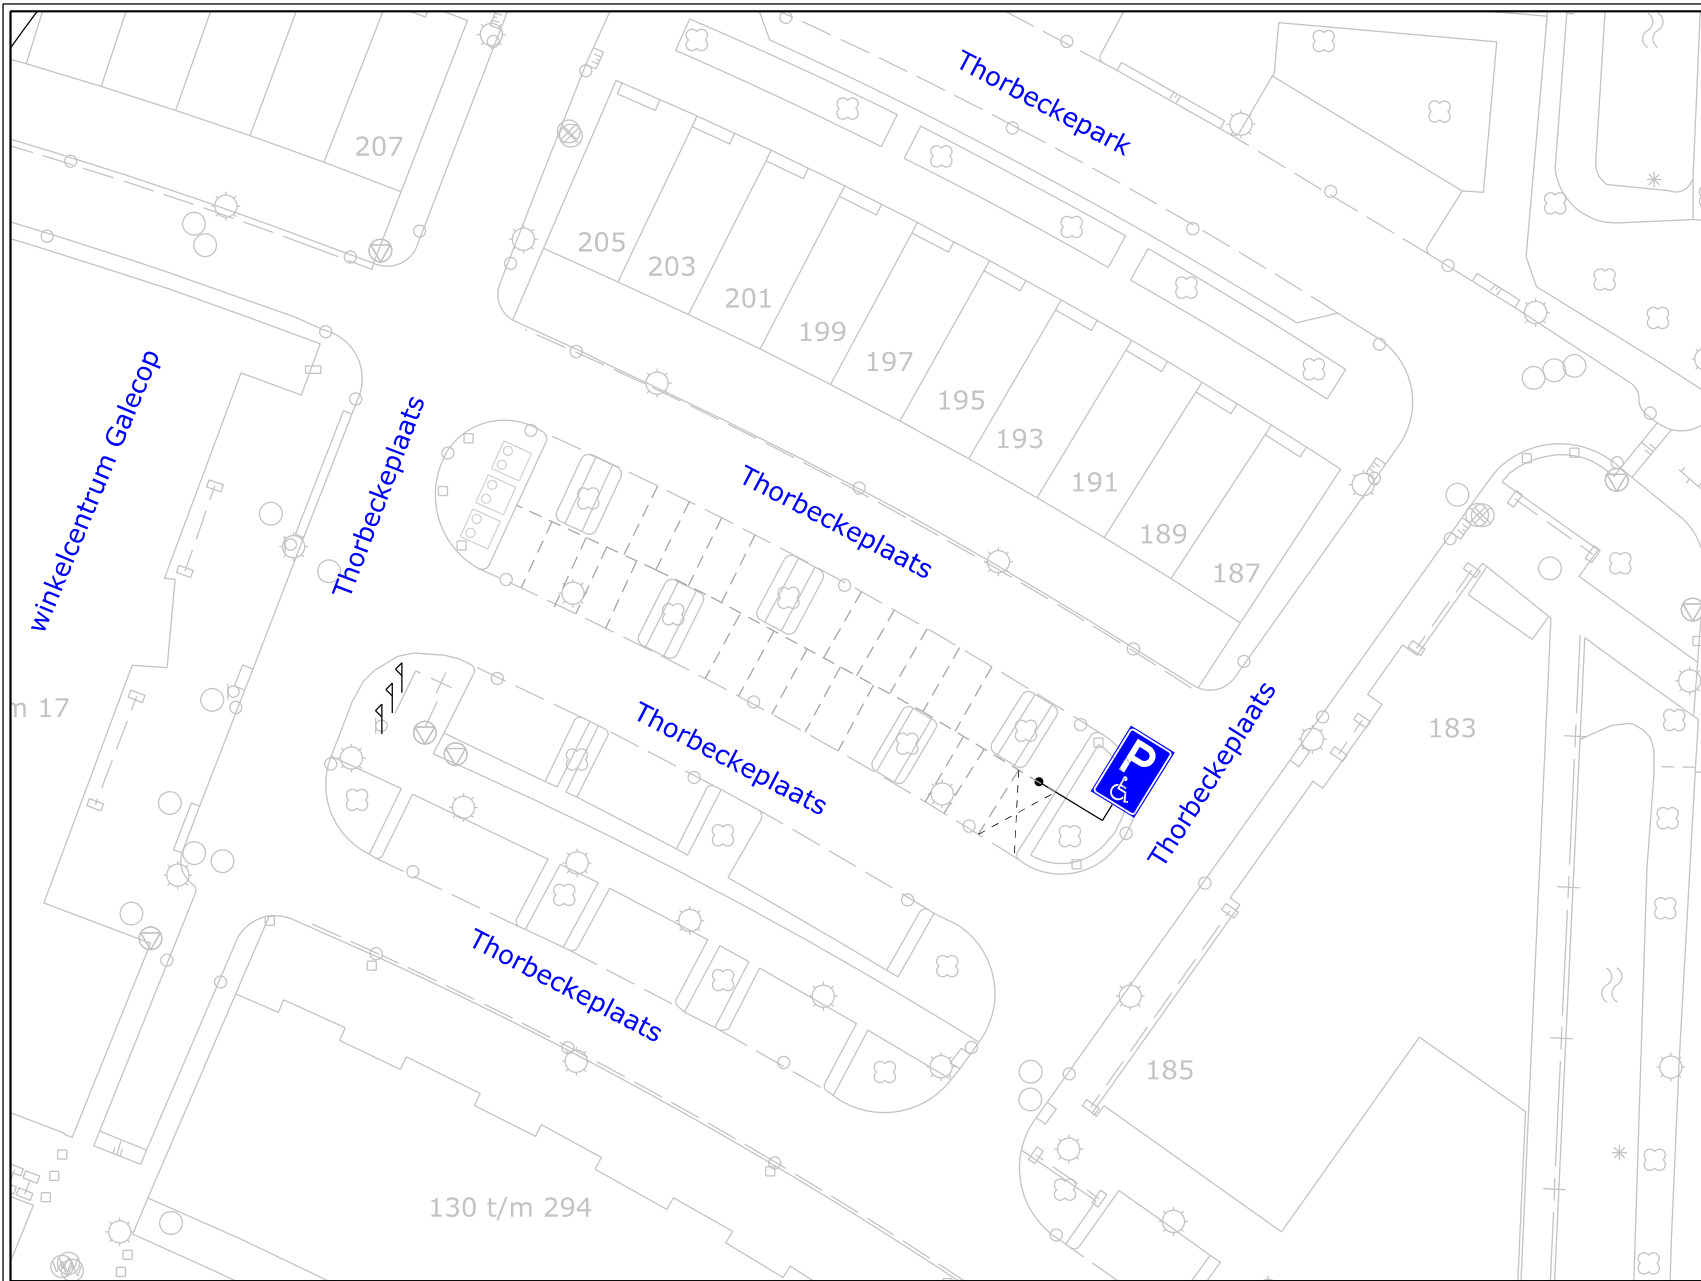 Thorbeckepark
207
205
203
201
199
197
195
193
191
189
187
winkelcentrum Galecop
Thorbeckeplaats
Thorbeckeplaats
Thorbeckeplaats
Thorbeckeplaats
Thorbeckeplaats
P
m 17
183
185
130 t/m 294